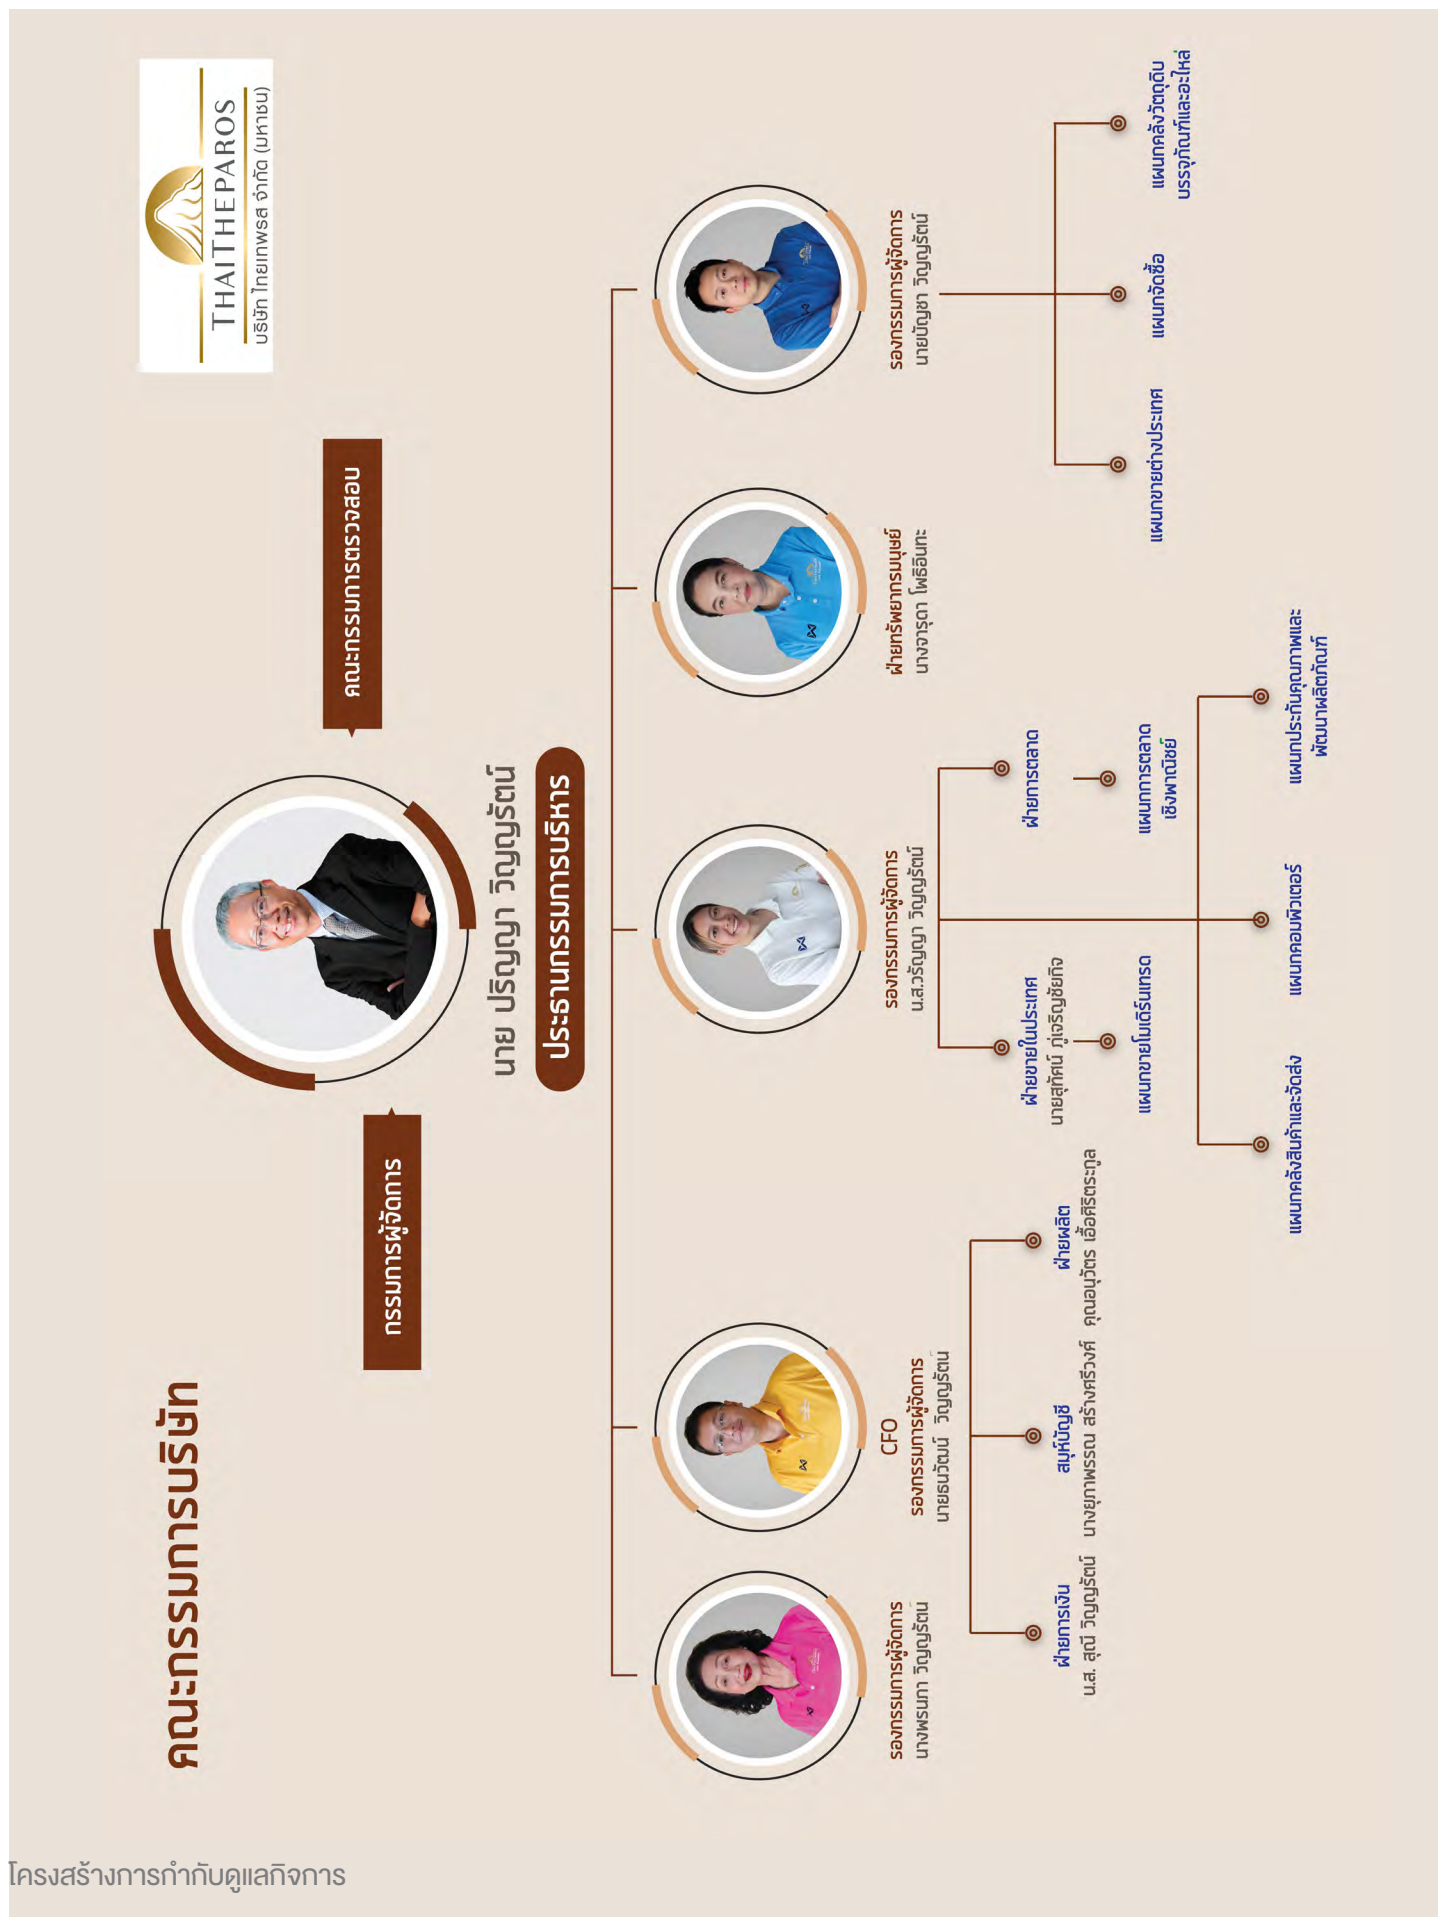 คณะกรรมการบริษัท
THAITHEPAROS
บริษัท ไทยเทพรส จำกัด (มหาชน)
กรรมการผู้จัดการ
คณะกรรมการตรวจสอบ
นาย ปริญญา วิญญรัตน์
ประธานกรรมการบริหาร
รองกรรมการผู้จัดการ
นางพรนภา วิญญรัตน์
CFO
รองกรรมการผู้จัดการ
นายธนวัฒน์ วิญญรัตน์
รองกรรมการผู้จัดการ
น.ส.วรัญญา วิญญรัตน์
ฝ่ายทรัพยากรมนุษย์
นางจารุดา โพธิอินทะ
รองกรรมการผู้จัดการ
นายบัญชา วิญญรัตน์
ฝ่ายการเงิน
น.ส. สุณี วิญญรัตน์
สมุห์บัญชี
นางยุภาพรรณ สร้างศรีวงศ์
ฝ่ายผลิต
คุณอนุวัตร เอื้อศิริตระกูล
ฝ่ายขายในประเทศ
นายสุทัศน์ ภู่เจริญชัยกิจ
แผนกขายโมเดิร์นเทรด
ฝ่ายการตลาด
แผนกการตลาด
เชิงพาณิชย์
แผนกคลังสินค้าและจัดส่ง
แผนกคอมพิวเตอร์
แผนกประกันคุณภาพและ
พัฒนาผลิตภัณฑ์
แผนกขายต่างประเทศ
แผนกจัดซื้อ
แผนกคลังวัตถุดิบ
บรรจุภัณฑ์และอะไหล่
โครงสร้างการกำกับดูแลกิจการ